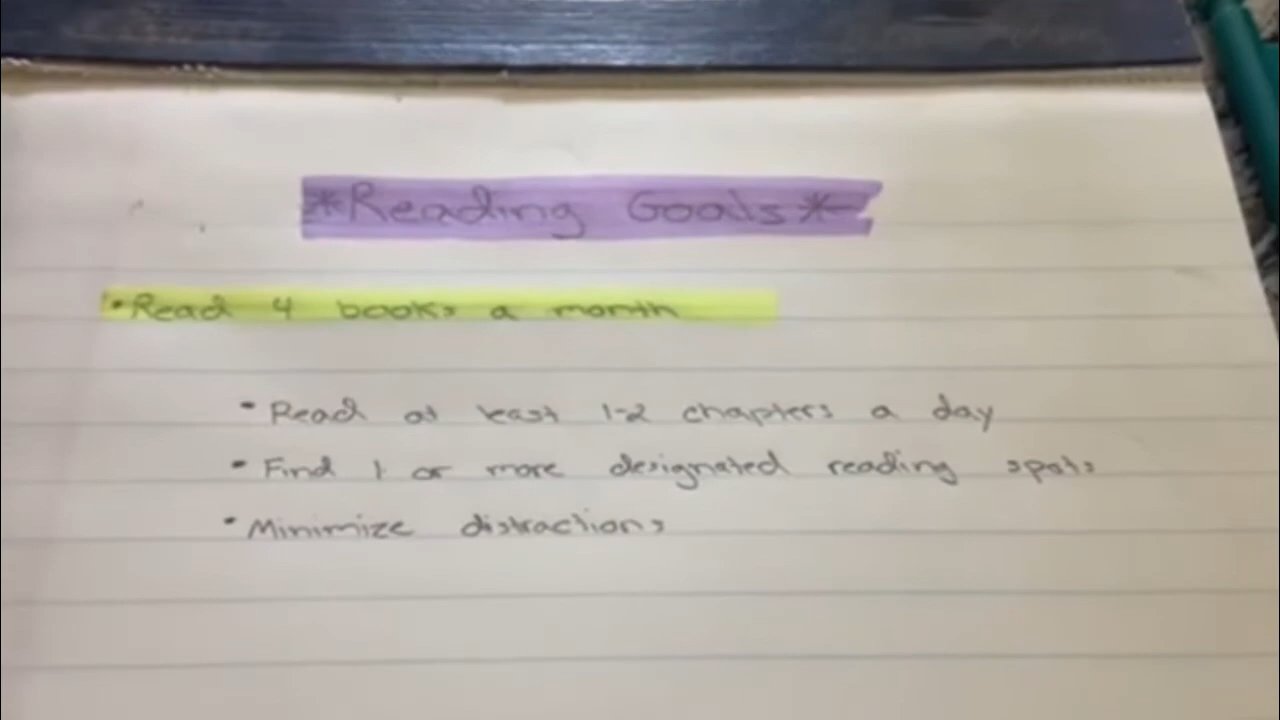 *Reading Goals*
• Read 4 books a month
• Read at least 1-2 chapters a day
• Find 1 or more designated reading spots
• Minimize distractions